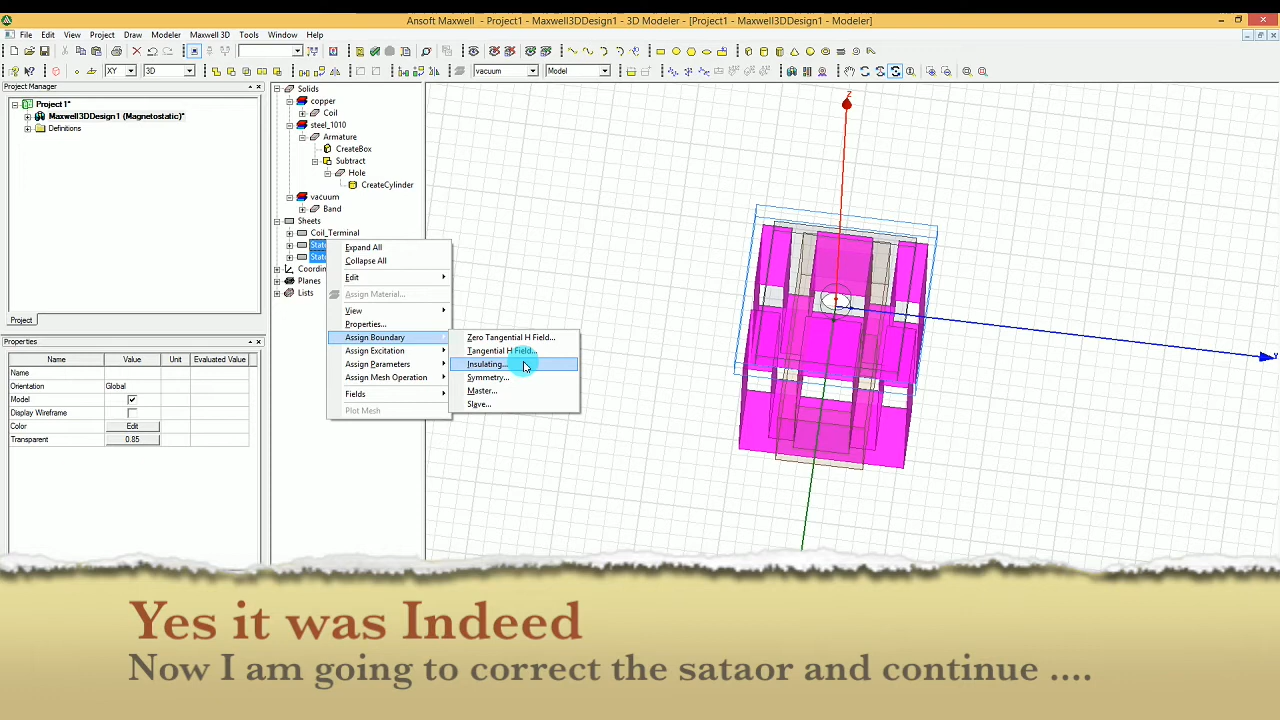 Ansoft Maxwell - Project1 - Maxwell3DDesign1 - 3D Modeler - [Project1 - Maxwell3DDesign1 - Modeler]
File Edit View Project Draw Modeler Maxwell 3D Tools Window Help
XY 3D vacuum Model
Project Manager
Project1*
Maxwell3DDesign1 (Magnetostatic)*
Definitions
Project
Properties
Name Value Unit Evaluated Value
Name
Orientation Global
Model
Display Wireframe
Color Edit
Transparent 0.85
Solids
copper
Coil
steel_1010
Armature
CreateBox
Subtract
Hole
CreateCylinder
vacuum
Band
Sheets
Coil_Terminal
Stat
Stat
Coordin
Planes
Lists
Expand All
Collapse All
Edit
Assign Material...
View
Properties...
Assign Boundary
Assign Excitation
Assign Parameters
Assign Mesh Operation
Fields
Plot Mesh
Zero Tangential H Field...
Tangential H Field...
Insulating...
Symmetry...
Master...
Slave...
Z
Yes it was Indeed
Now I am going to correct the sataor and continue ....